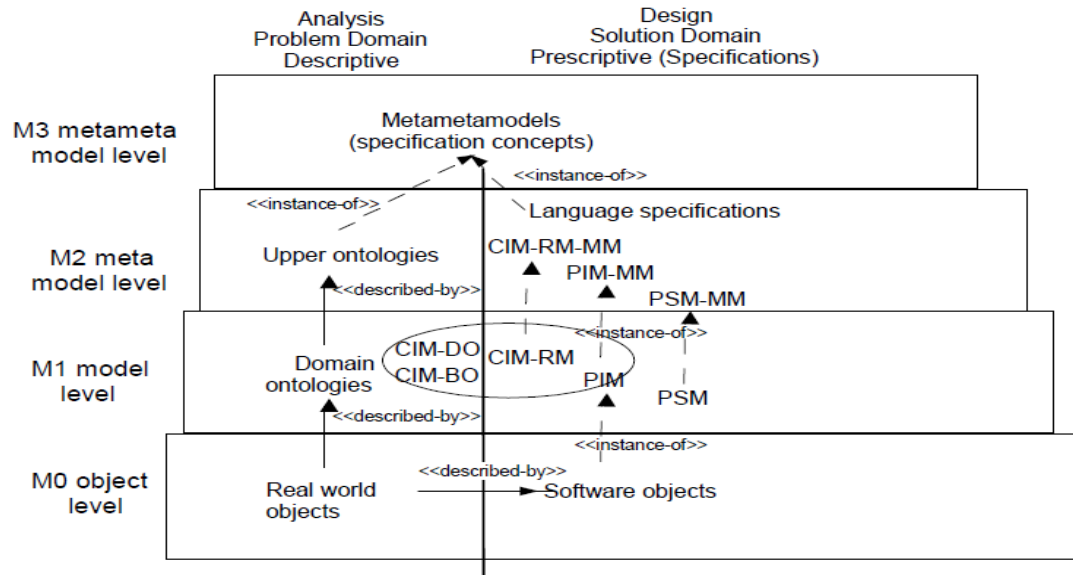 Analysis
Problem Domain
Descriptive
Design
Solution Domain
Prescriptive (Specifications)
M3 metameta
model level
Metametamodels
(specification concepts)
<<instance-of>>
<<instance-of>>
M2 meta
model level
Language specifications
Upper ontologies
CIM-RM-MM
PIM-MM
PSM-MM
<<described-by>>
<<instance-of>>
M1 model
level
Domain
ontologies
CIM-DO
CIM-BO
CIM-RM
PIM
PSM
<<described-by>>
<<instance-of>>
M0 object
level
<<described-by>>
Real world
objects
Software objects